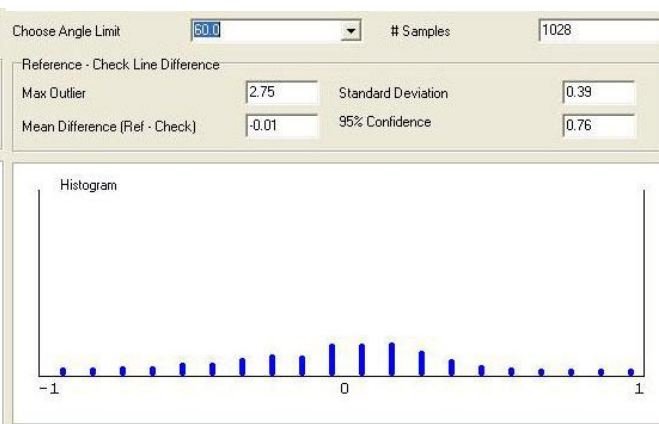 Choose Angle Limit 60.0 # Samples 1028
Reference - Check Line Difference
Max Outlier 2.75 Standard Deviation 0.39
Mean Difference (Ref - Check) -0.01 95% Confidence 0.76
Histogram
-1 0 1